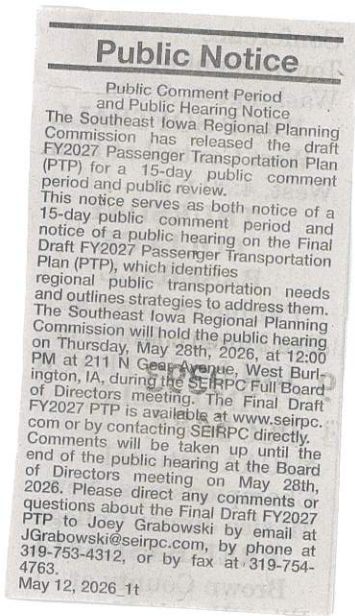 Public Notice
Public Comment Period
and Public Hearing Notice
The Southeast Iowa Regional Planning
Commission has released the draft
FY2027 Passenger Transportation Plan
(PTP) for a 15-day public comment
period and public review.
This notice serves as both notice of a
15-day public comment period and
notice of a public hearing on the Final
Draft FY2027 Passenger Transportation
Plan (PTP), which identifies
regional public transportation needs
and outlines strategies to address them.
The Southeast Iowa Regional Planning
Commission will hold the public hearing
on Thursday, May 28th, 2026, at 12:00
PM at 211 N Gear Avenue, West Burl-
ington, IA, during the SEIRPC Full Board
of Directors meeting. The Final Draft
FY2027 PTP is available at www.seirpc.
com or by contacting SEIRPC directly.
Comments will be taken up until the
end of the public hearing at the Board
of Directors meeting on May 28th,
2026. Please direct any comments or
questions about the Final Draft FY2027
PTP to Joey Grabowski by email at
JGrabowski@seirpc.com, by phone at
319-753-4312, or by fax at 319-754-
4763.
May 12, 2026_1t